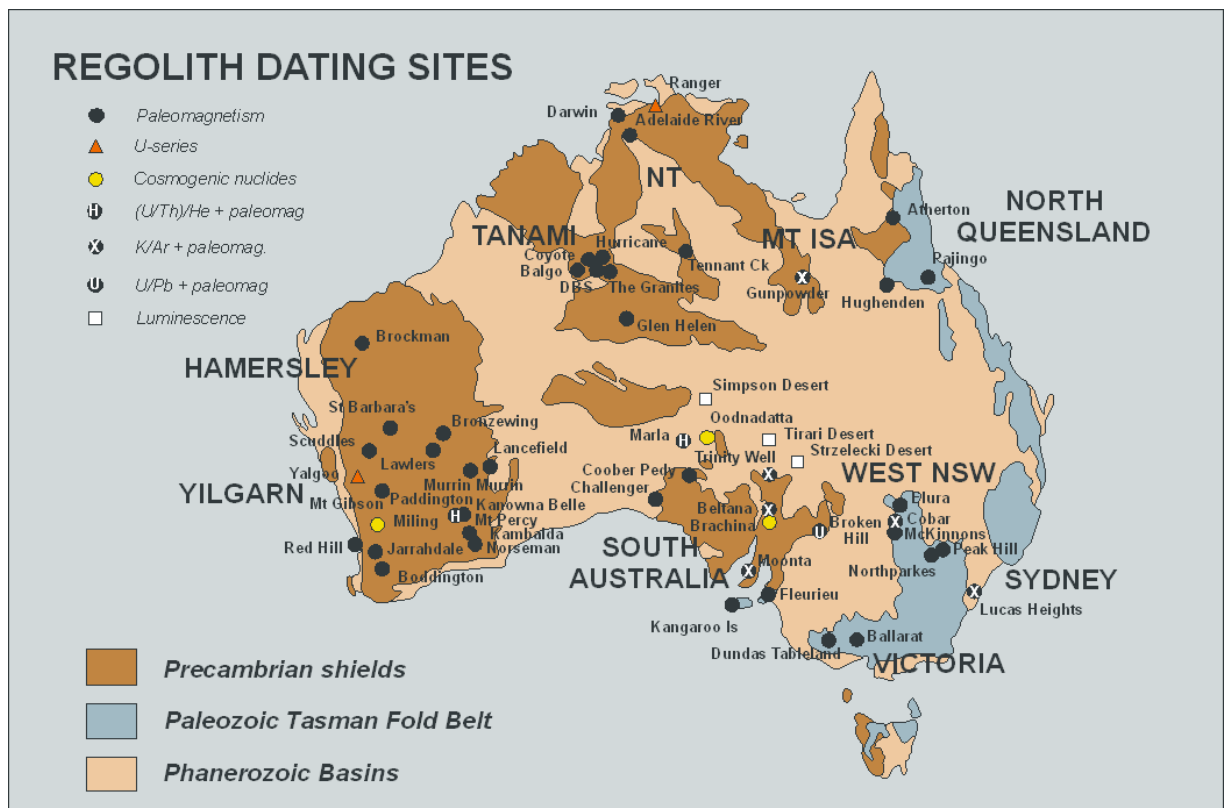 REGOLITH DATING SITES
Paleomagnetism
U-series
Cosmogenic nuclides
(U/Th)/He + paleomag
K/Ar + paleomag.
U/Pb + paleomag
Luminescence
Ranger
Darwin
Adelaide River
NT
NORTH
QUEENSLAND
Atherton
TANAMI
Hurricane
MT ISA
Coyote
Balgo
Tennant Ck
Pajingo
DBS
The Granites
Gunpowder
Hughenden
Glen Helen
Brockman
HAMERSLEY
Simpson Desert
St Barbara's
Oodnadatta
Bronzewing
Marla
Tirari Desert
Scuddles
Lancefield
Trinity Well
Strzelecki Desert
Lawlers
Yalgoo
Murrin Murrin
Coober Pedy
WEST NSW
YILGARN
Paddington
Challenger
Elura
Mt Gibson
Kanowna Belle
Beltana
Miling
Mt Percy
Brachina
Broken
Hill
Cobar
Kambalda
McKinnons
Red Hill
Jarrahdale
Norseman
SOUTH
AUSTRALIA
Peak Hill
Boddington
Moonta
Northparkes
SYDNEY
Fleurieu
Lucas Heights
Kangaroo Is
Ballarat
Dundas Tableland
VICTORIA
Precambrian shields
Paleozoic Tasman Fold Belt
Phanerozoic Basins